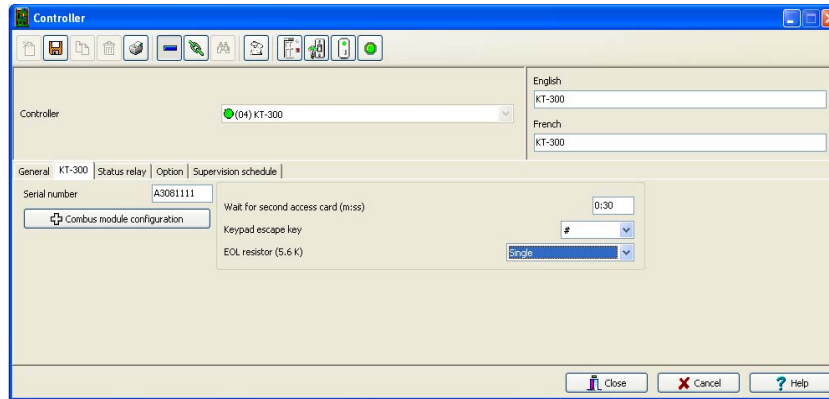 Controller
English
KT-300
Controller
(04) KT-300
French
KT-300
General KT-300 Status relay Option Supervision schedule
Serial number A3081111
Combus module configuration
Wait for second access card (m:ss) 0:30
Keypad escape key #
EOL resistor (5.6 K) Single
Close Cancel ? Help